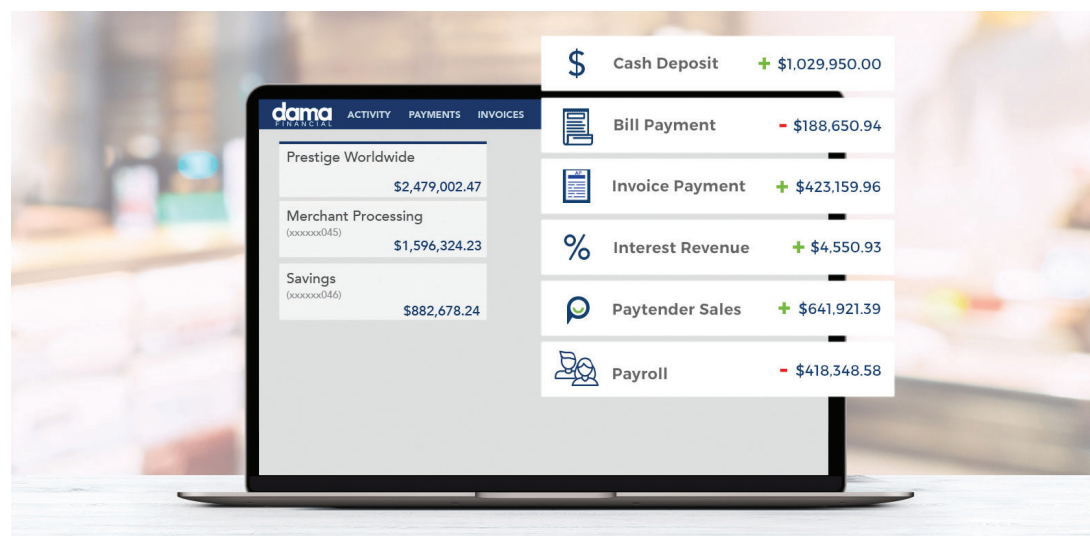 dama
FINANCIAL
ACTIVITY PAYMENTS INVOICES
Prestige Worldwide
$2,479,002.47
Merchant Processing
(xxxxxx045)
$1,596,324.23
Savings
(xxxxxx046)
$882,678.24
$ Cash Deposit + $1,029,950.00
Bill Payment - $188,650.94
AP
Invoice Payment + $423,159.96
% Interest Revenue + $4,550.93
Paytender Sales + $641,921.39
Payroll - $418,348.58